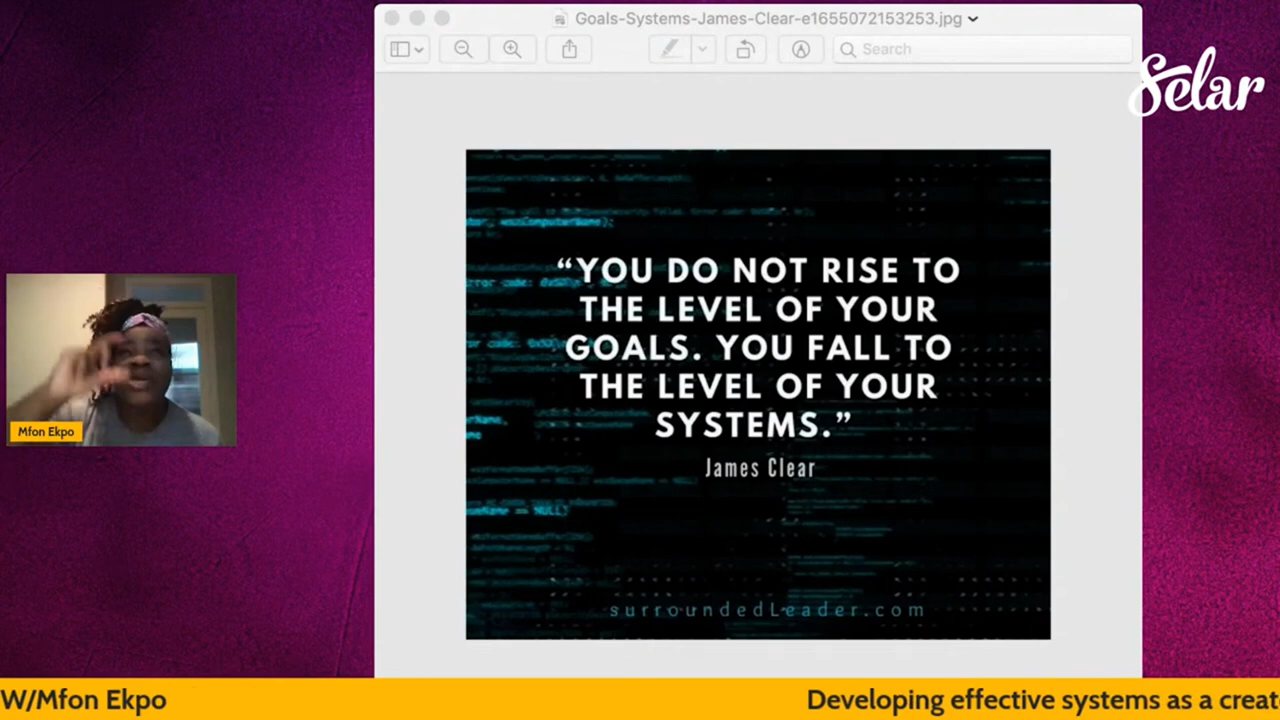 Goals-Systems-James-Clear-e1655072153253.jpg
Search
Selar
“YOU DO NOT RISE TO
THE LEVEL OF YOUR
GOALS. YOU FALL TO
THE LEVEL OF YOUR
SYSTEMS.”
James Clear
surroundedLeader.com
Mfon Ekpo
W/Mfon Ekpo
Developing effective systems as a creat